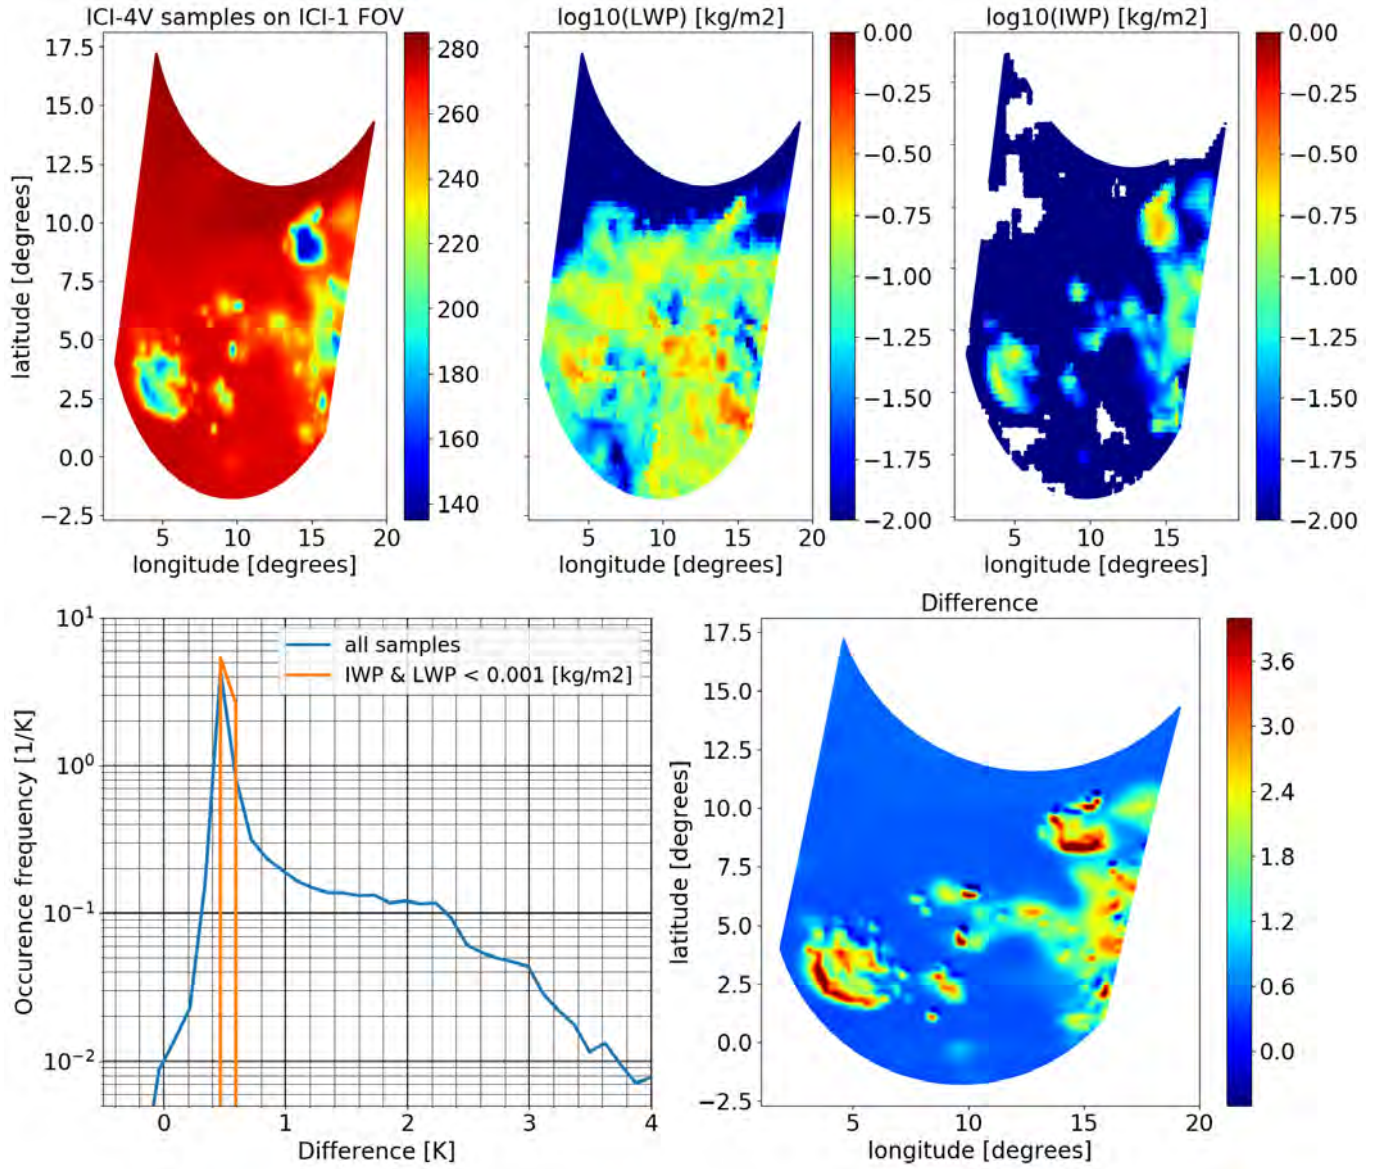 ICI-4V samples on ICI-1 FOV
log10(LWP) [kg/m2]
log10(IWP) [kg/m2]
17.5
15.0
12.5
10.0
7.5
5.0
2.5
0.0
−2.5
latitude [degrees]
5 10 15 20
longitude [degrees]
280
260
240
220
200
180
160
140
5 10 15 20
longitude [degrees]
0.00
−0.25
−0.50
−0.75
−1.00
−1.25
−1.50
−1.75
−2.00
5 10 15
longitude [degrees]
0.00
−0.25
−0.50
−0.75
−1.00
−1.25
−1.50
−1.75
−2.00
all samples
IWP & LWP < 0.001 [kg/m2]
10¹
10⁰
10⁻¹
10⁻²
Occurence frequency [1/K]
0 1 2 3 4
Difference [K]
Difference
17.5
15.0
12.5
10.0
7.5
5.0
2.5
0.0
−2.5
latitude [degrees]
5 10 15 20
longitude [degrees]
3.6
3.0
2.4
1.8
1.2
0.6
0.0